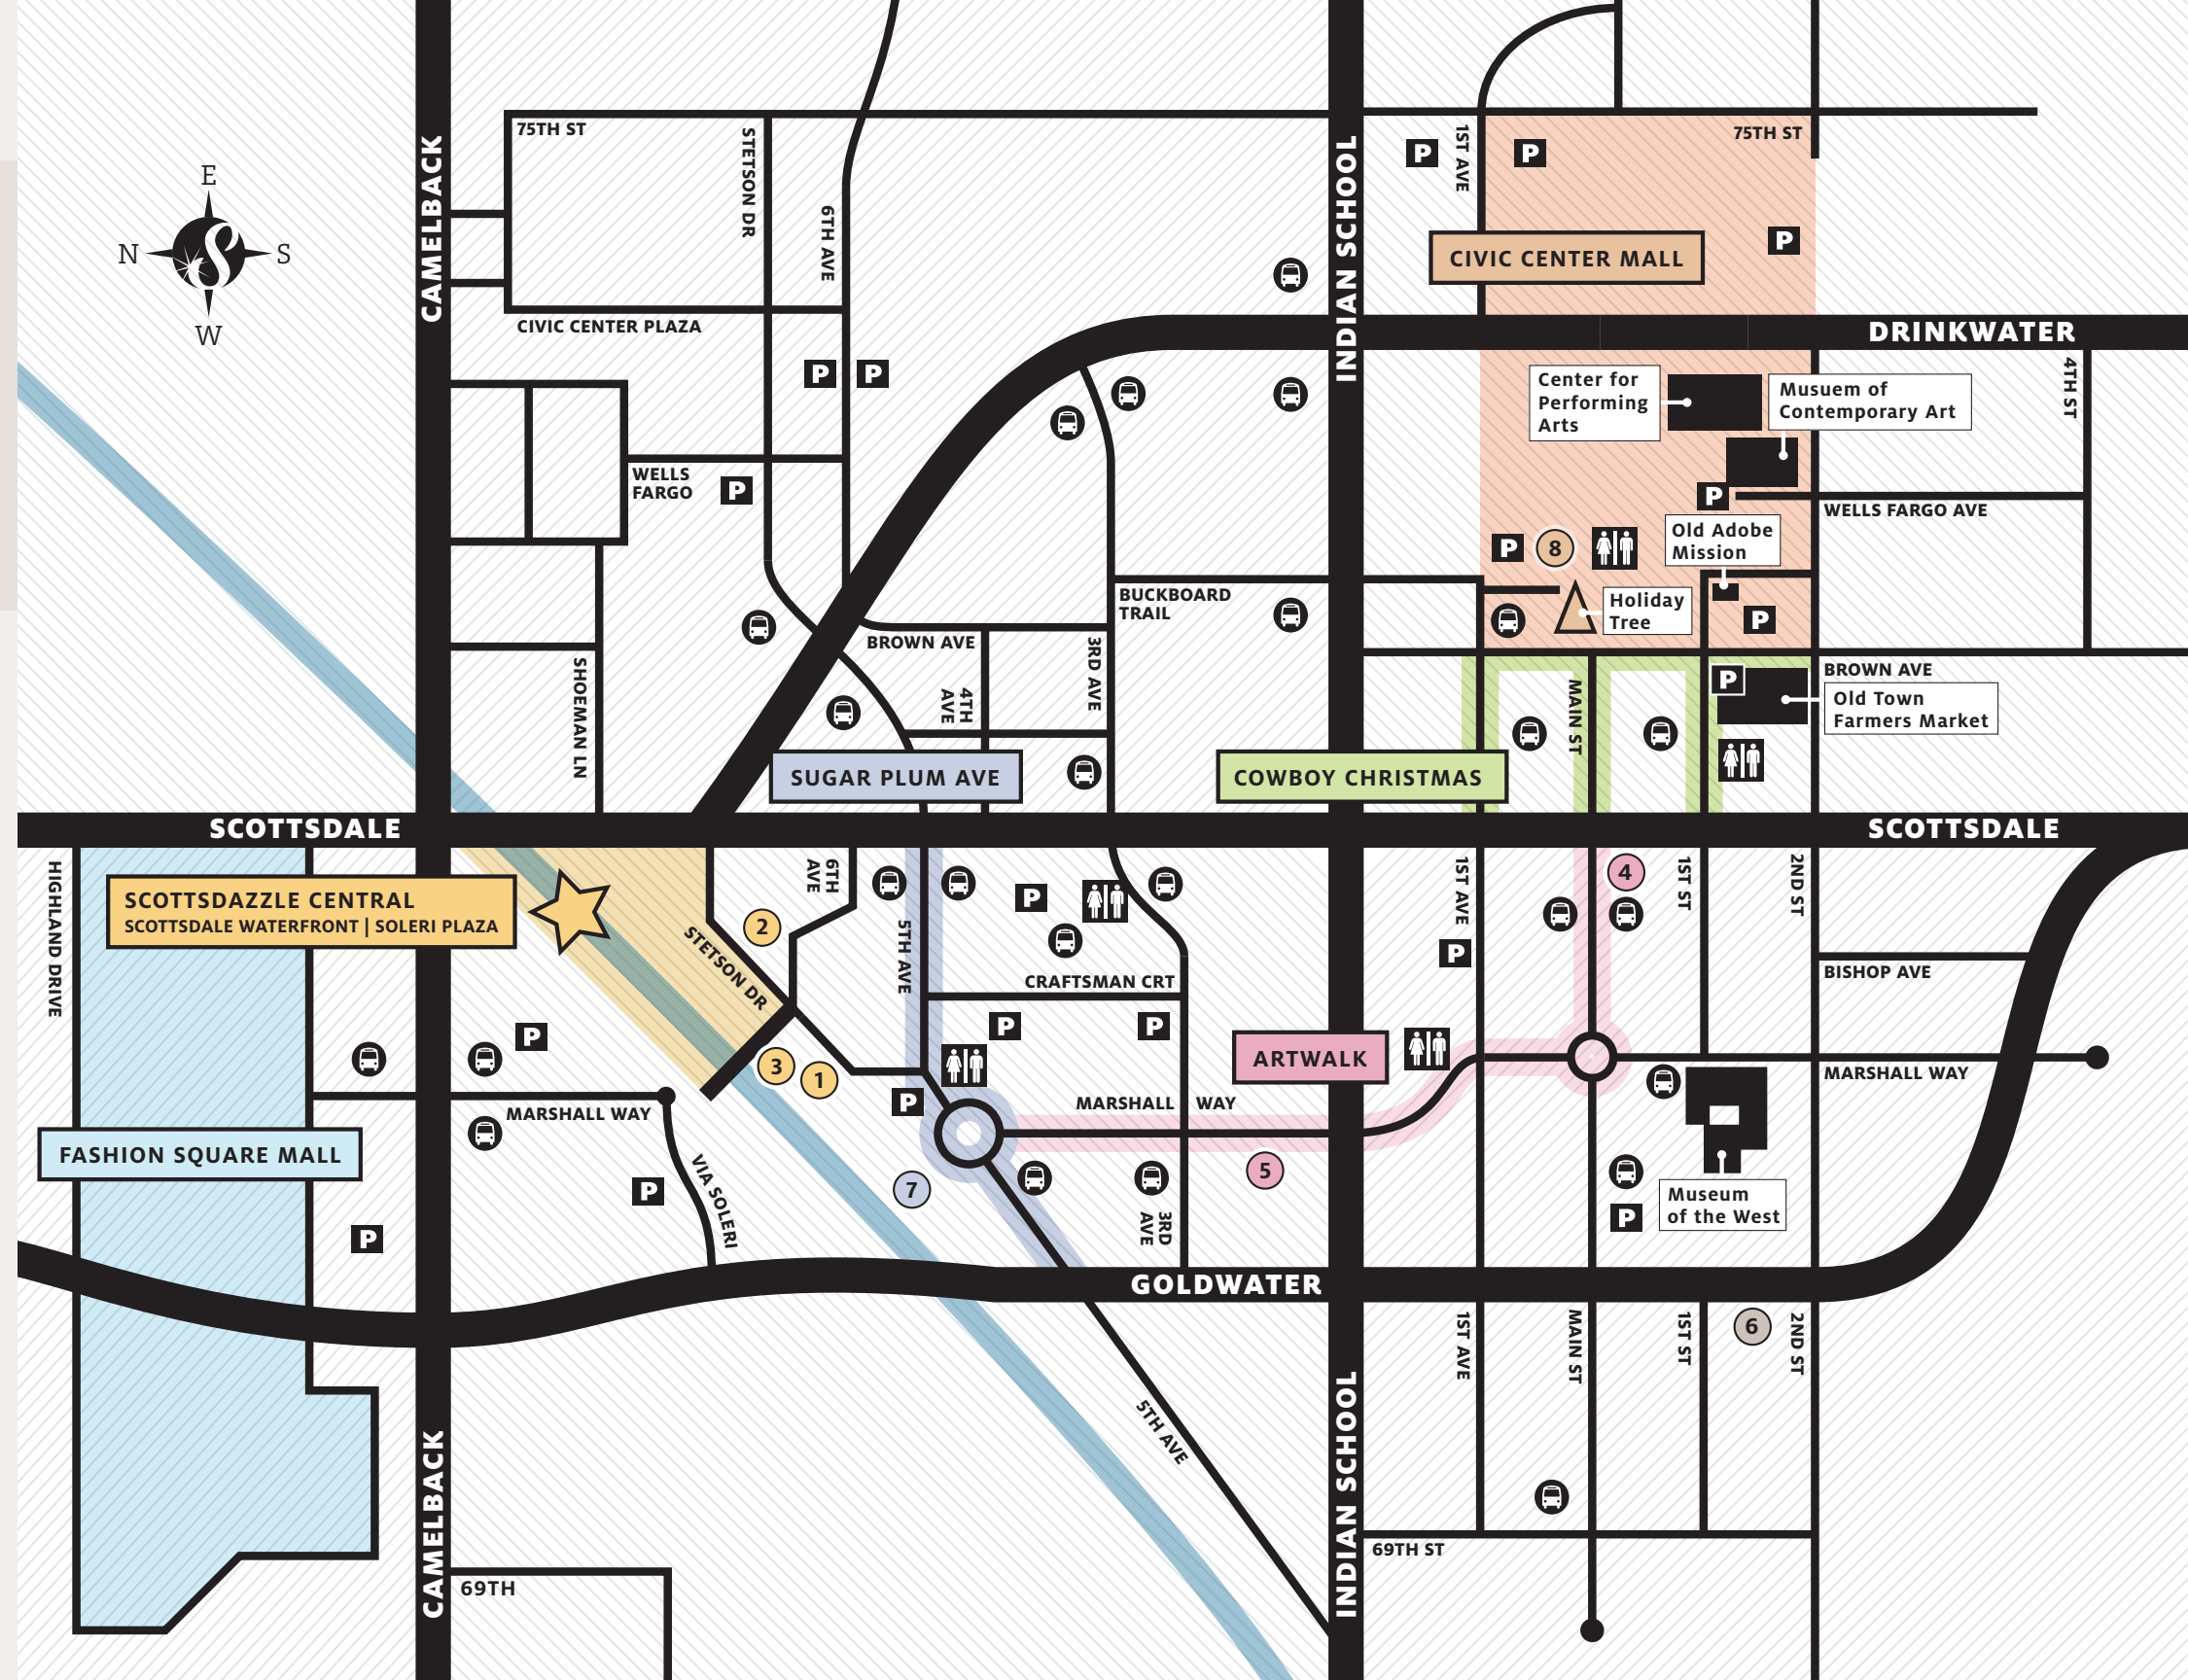 75TH ST
STETSON DR
6TH AVE
CAMELBACK
INDIAN SCHOOL
1ST AVE
P
P
75TH ST
E
N
S
W
CIVIC CENTER MALL
P
CIVIC CENTER PLAZA
DRINKWATER
P
P
Center for
Performing
Arts
Musuem of
Contemporary Art
4TH ST
WELLS
FARGO
P
P
WELLS FARGO AVE
P
8
Old Adobe
Mission
BUCKBOARD
TRAIL
Holiday
Tree
P
BROWN AVE
3RD AVE
4TH
AVE
SHOEMAN LN
MAIN ST
P
BROWN AVE
Old Town
Farmers Market
SUGAR PLUM AVE
COWBOY CHRISTMAS
SCOTTSDALE
SCOTTSDALE
HIGHLAND DRIVE
SCOTTSDAZZLE CENTRAL
SCOTTSDALE WATERFRONT | SOLERI PLAZA
6TH
AVE
2
STETSON DR
5TH AVE
P
1ST AVE
4
1ST ST
2ND ST
P
BISHOP AVE
CRAFTSMAN CRT
P
P
P
3
1
ARTWALK
MARSHALL WAY
MARSHALL WAY
P
MARSHALL WAY
FASHION SQUARE MALL
VIA SOLERI
P
7
5
3RD
AVE
P
Museum
of the West
P
GOLDWATER
1ST AVE
MAIN ST
1ST ST
6
2ND ST
5TH AVE
CAMELBACK
INDIAN SCHOOL
69TH ST
69TH